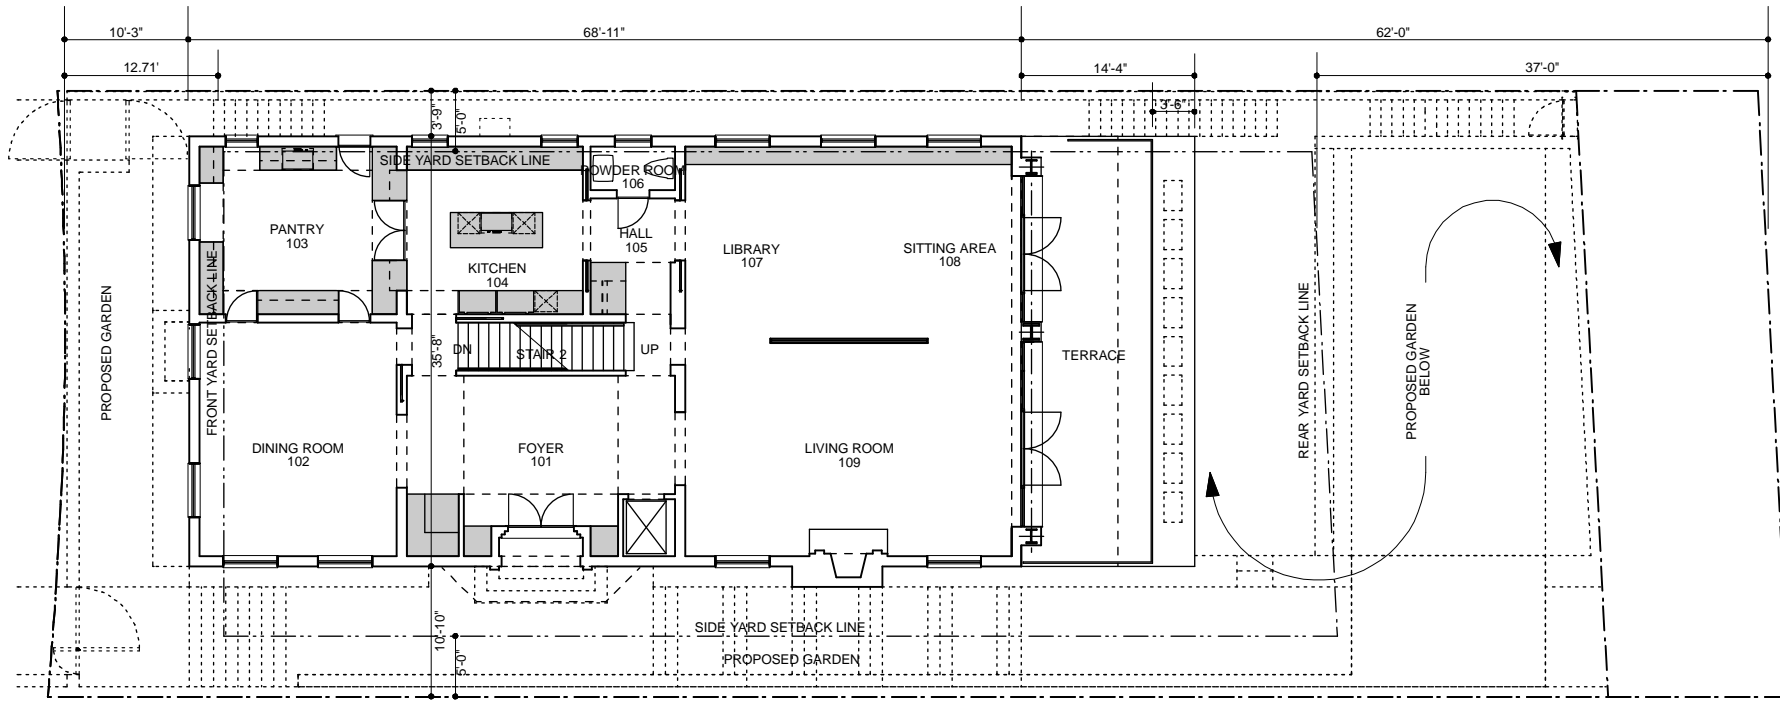 10'-3"
68'-11"
62'-0"
12.71'
14'-4"
37'-0"
3'-9"
5'-0"
3'-6"
SIDE YARD SETBACK LINE
POWDER ROOM
106
PANTRY
103
HALL
105
LIBRARY
107
SITTING AREA
108
KITCHEN
104
FRONT YARD SETBACK LINE
PROPOSED GARDEN
35'-8"
DN
STAIR 2
UP
TERRACE
REAR YARD SETBACK LINE
PROPOSED GARDEN
BELOW
DINING ROOM
102
FOYER
101
LIVING ROOM
109
10'-10"
5'-0"
SIDE YARD SETBACK LINE
PROPOSED GARDEN